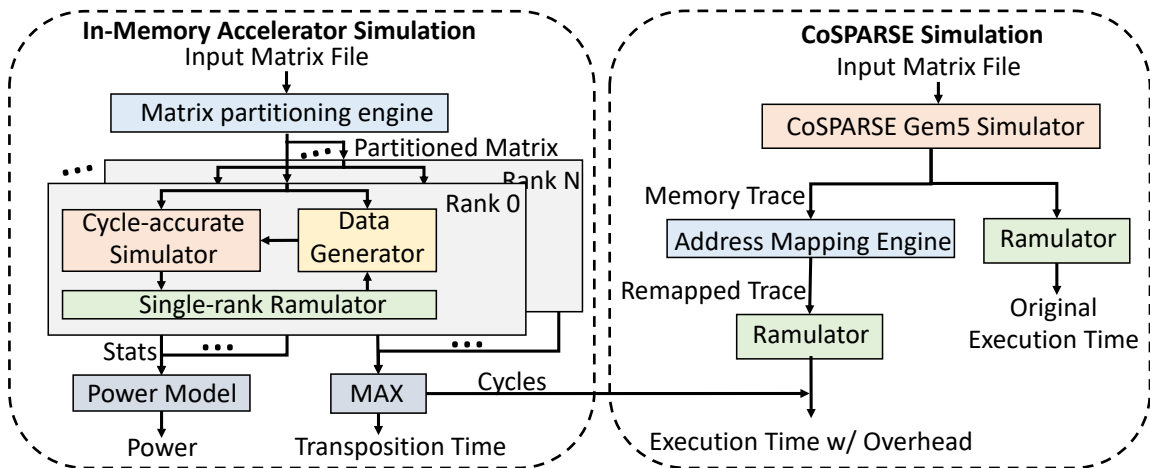 In-Memory Accelerator Simulation
Input Matrix File
Matrix partitioning engine
Partitioned Matrix
Rank N
Rank 0
Cycle-accurate
Simulator
Data
Generator
Single-rank Ramulator
Stats
Power Model
MAX
Cycles
Power
Transposition Time
CoSPARSE Simulation
Input Matrix File
CoSPARSE Gem5 Simulator
Memory Trace
Address Mapping Engine
Ramulator
Remapped Trace
Original
Execution Time
Ramulator
Execution Time w/ Overhead